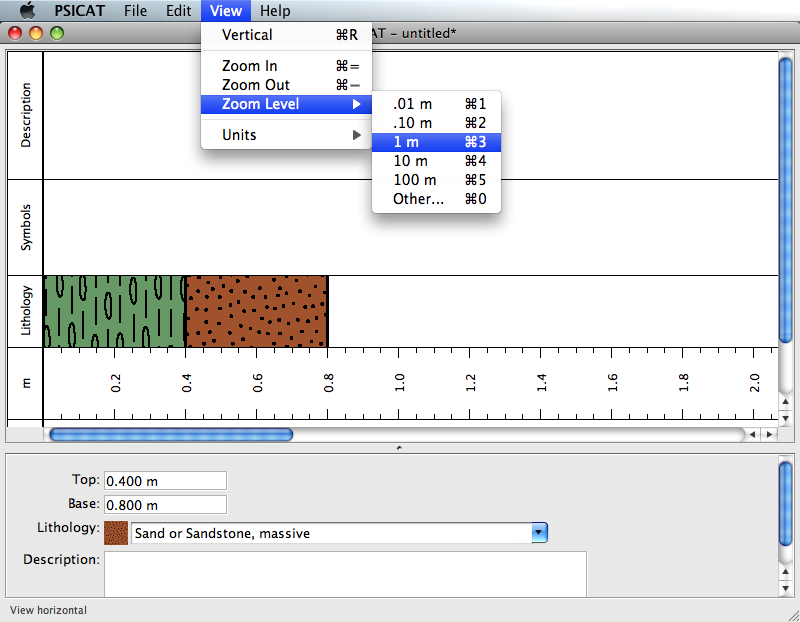 PSICAT File Edit View Help
AT – untitled*
Vertical ⌘R
Zoom In ⌘=
Zoom Out ⌘–
Zoom Level
Units
.01 m ⌘1
.10 m ⌘2
1 m ⌘3
10 m ⌘4
100 m ⌘5
Other... ⌘0
Description
Symbols
Lithology
m
0.2 0.4 0.6 0.8 1.0 1.2 1.4 1.6 1.8 2.0
Top: 0.400 m
Base: 0.800 m
Lithology: Sand or Sandstone, massive
Description:
View horizontal